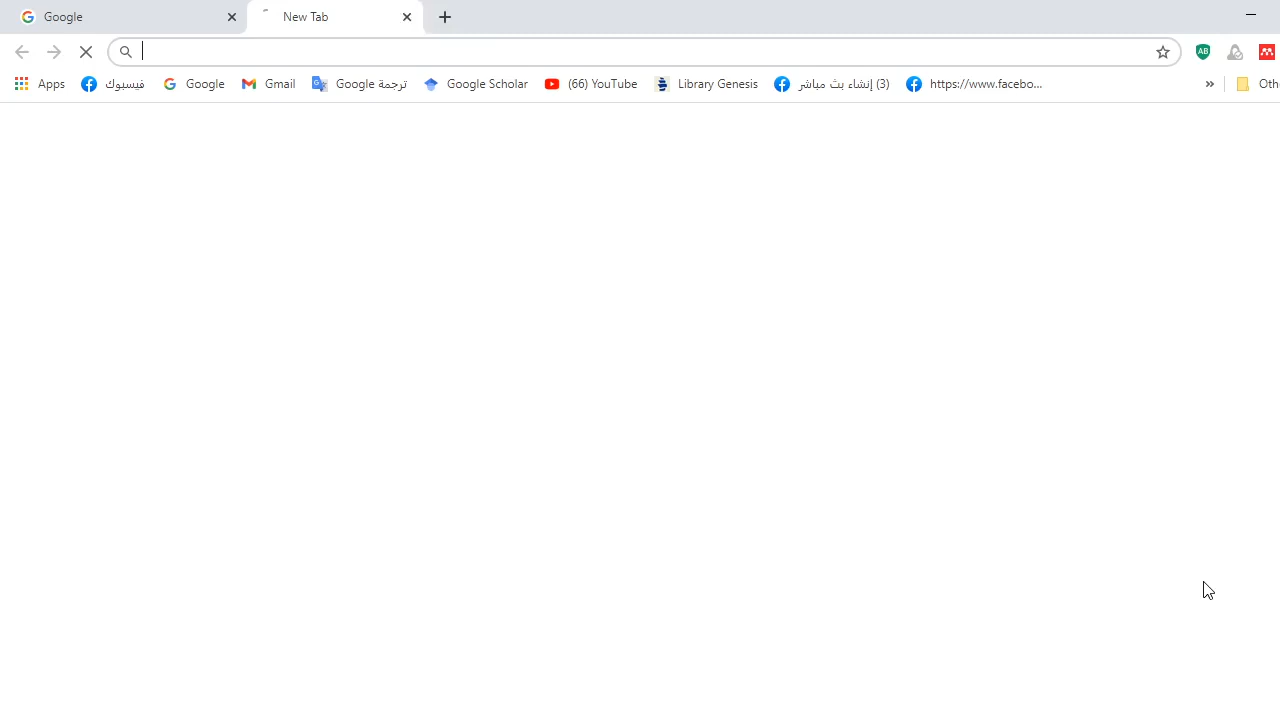 Google
New Tab
Apps
فيسبوك
Google
Gmail
ترجمة Google
Google Scholar
(66) YouTube
Library Genesis
(3) إنشاء بث مباشر
https://www.facebo...
»
Oth
AB